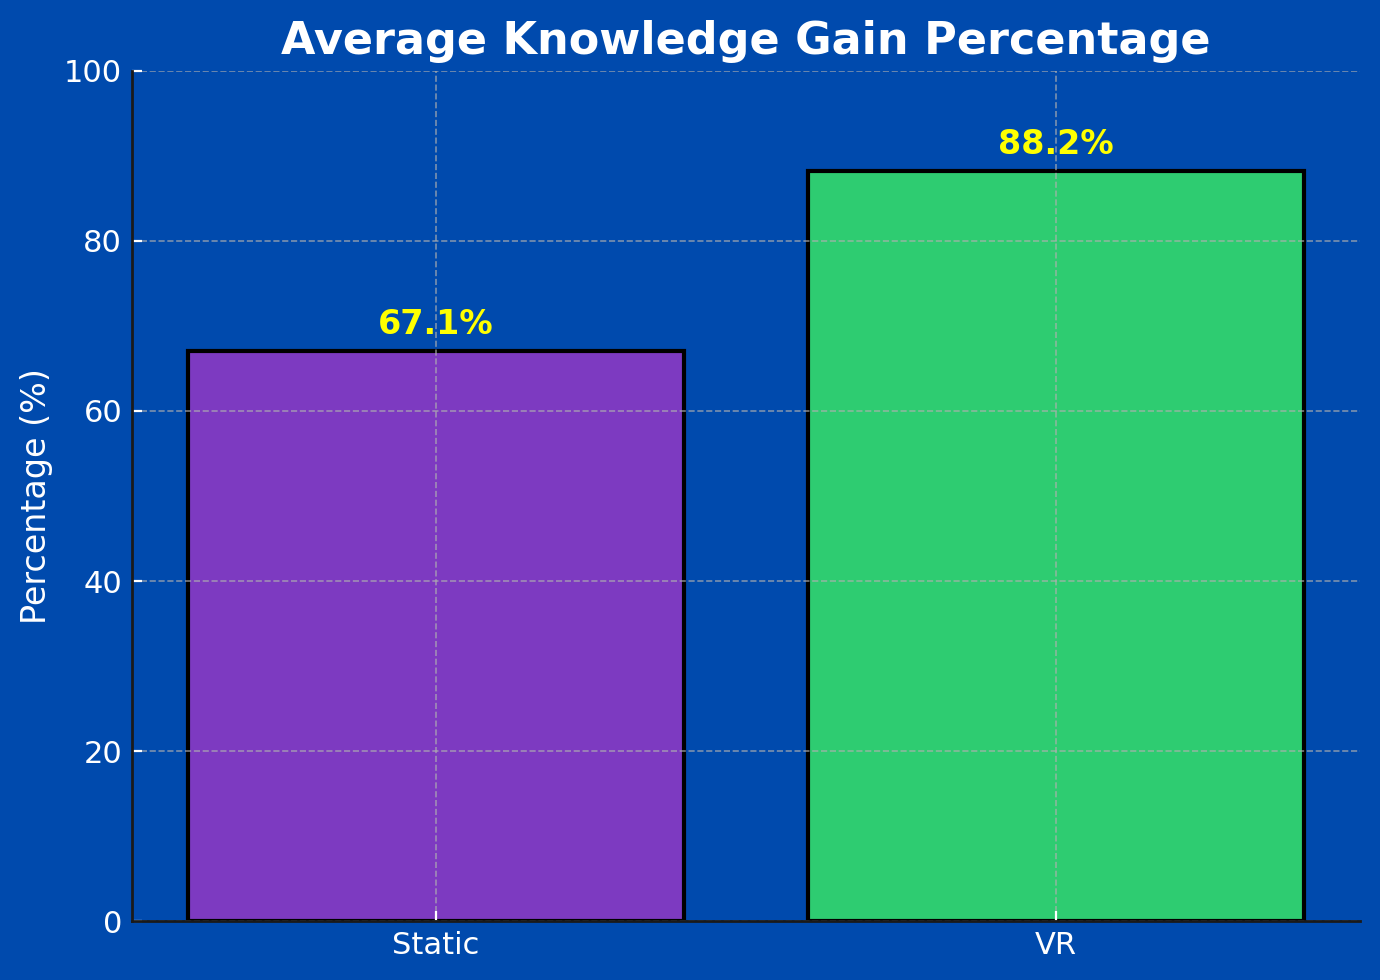 Average Knowledge Gain Percentage
Percentage (%)
100
80
60
40
20
0
67.1%
88.2%
Static
VR